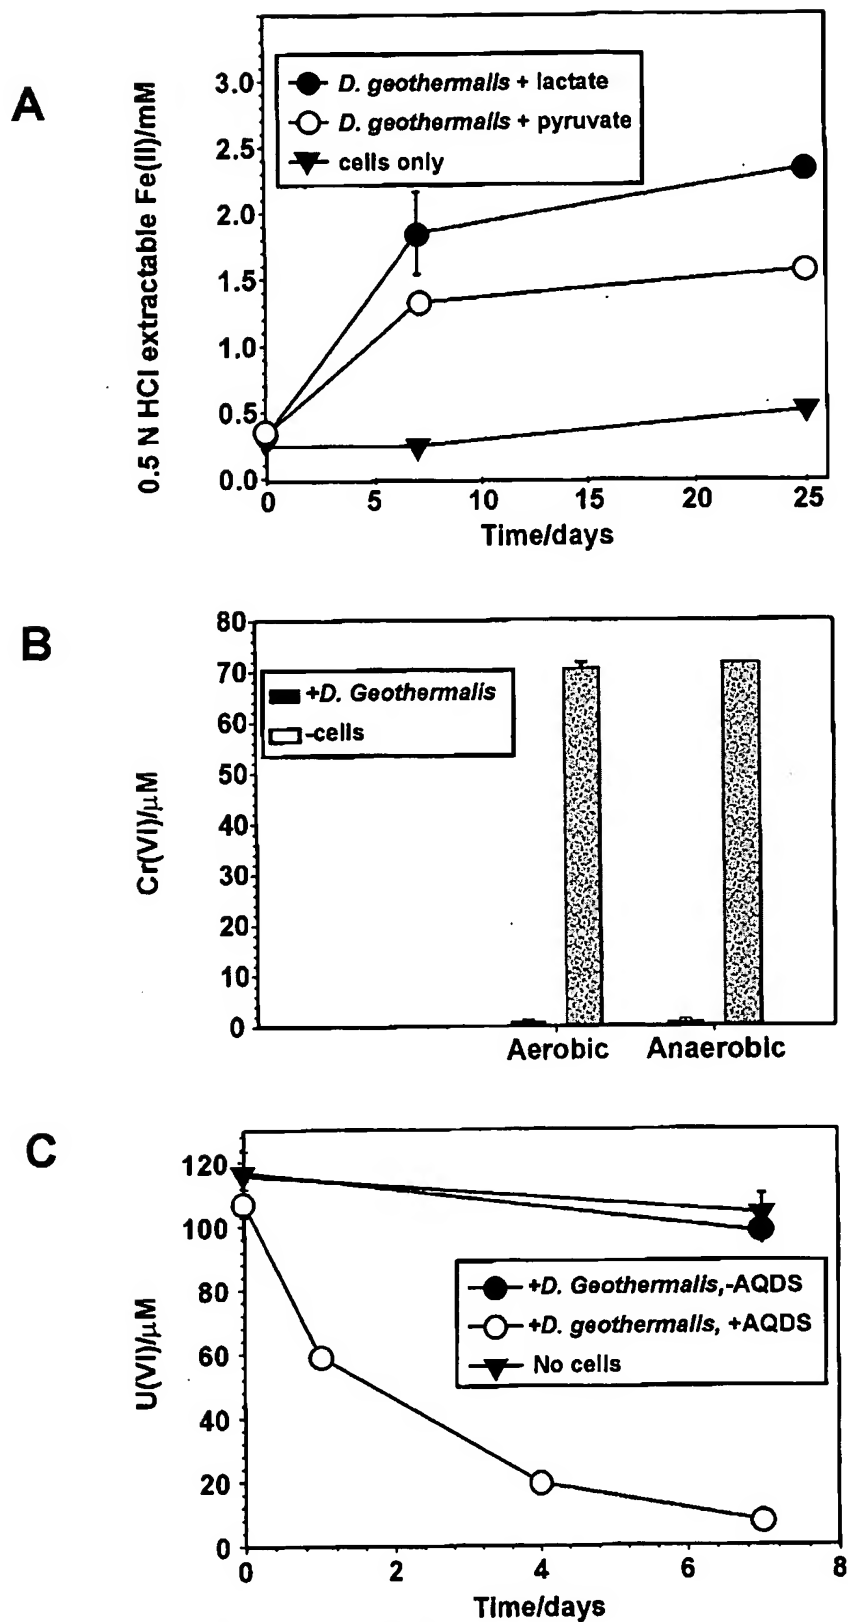 A
0.5 N HCl extractable Fe(II)/mM
3.0
2.5
2.0
1.5
1.0
0.5
0.0
D. geothermalis + lactate
D. geothermalis + pyruvate
cells only
0 5 10 15 20 25
Time/days
B
Cr(VI)/μM
80
70
60
50
40
30
20
10
0
+D. Geothermalis
-cells
Aerobic Anaerobic
C
U(VI)/μM
120
100
80
60
40
20
0
+D. Geothermalis,-AQDS
+D. geothermalis, +AQDS
No cells
0 2 4 6 8
Time/days